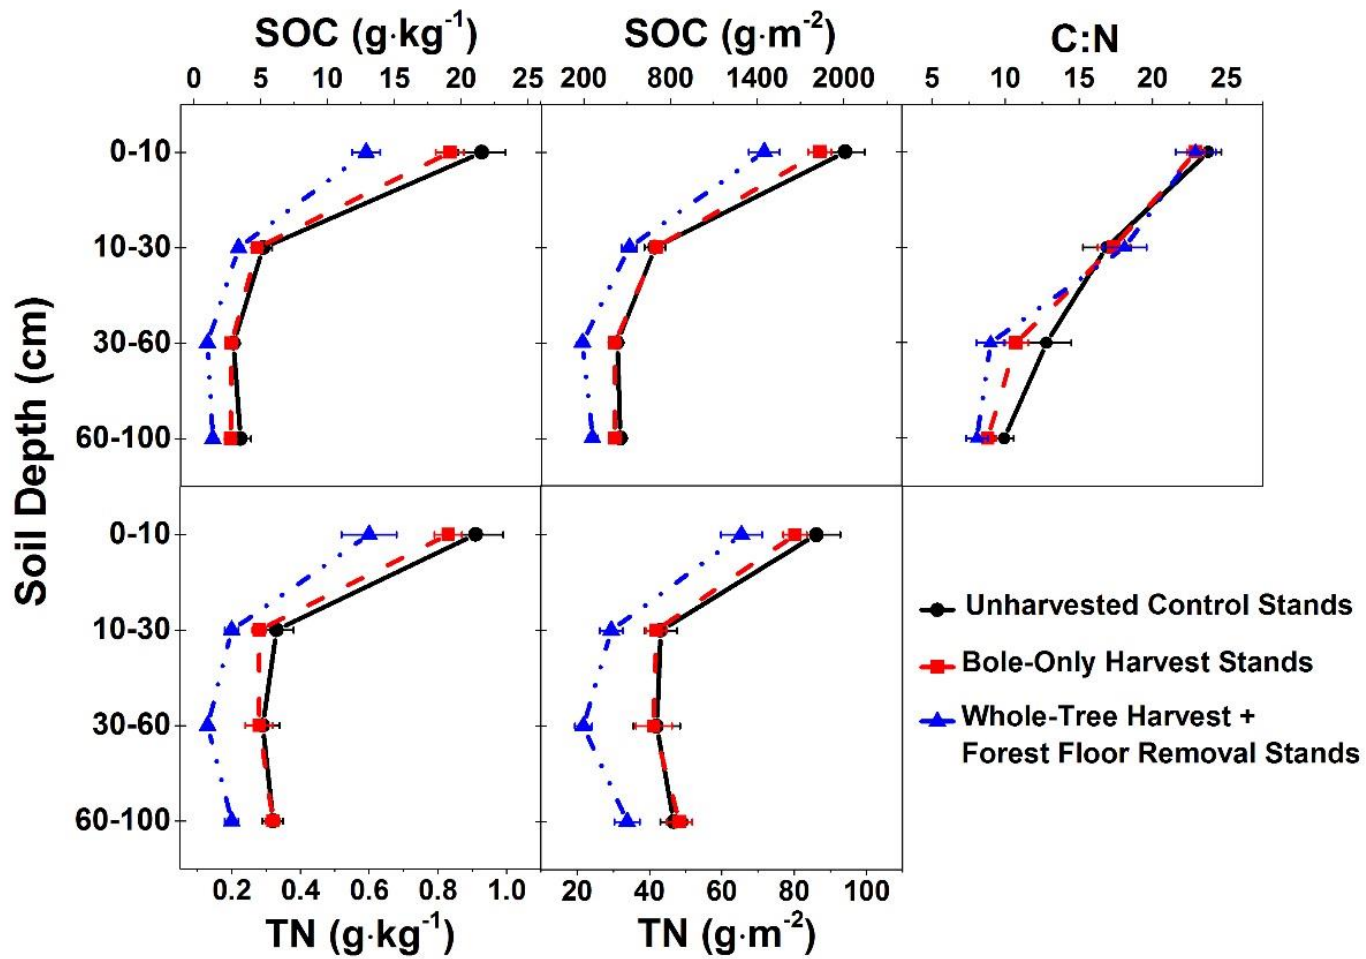 SOC (g·kg⁻¹) SOC (g·m⁻²) C:N
0 5 10 15 20 25 200 800 1400 2000 5 10 15 20 25
Soil Depth (cm)
0-10
10-30
30-60
60-100
0-10
10-30
30-60
60-100
Unharvested Control Stands
Bole-Only Harvest Stands
Whole-Tree Harvest +
Forest Floor Removal Stands
0.2 0.4 0.6 0.8 1.0 20 40 60 80 100
TN (g·kg⁻¹) TN (g·m⁻²)